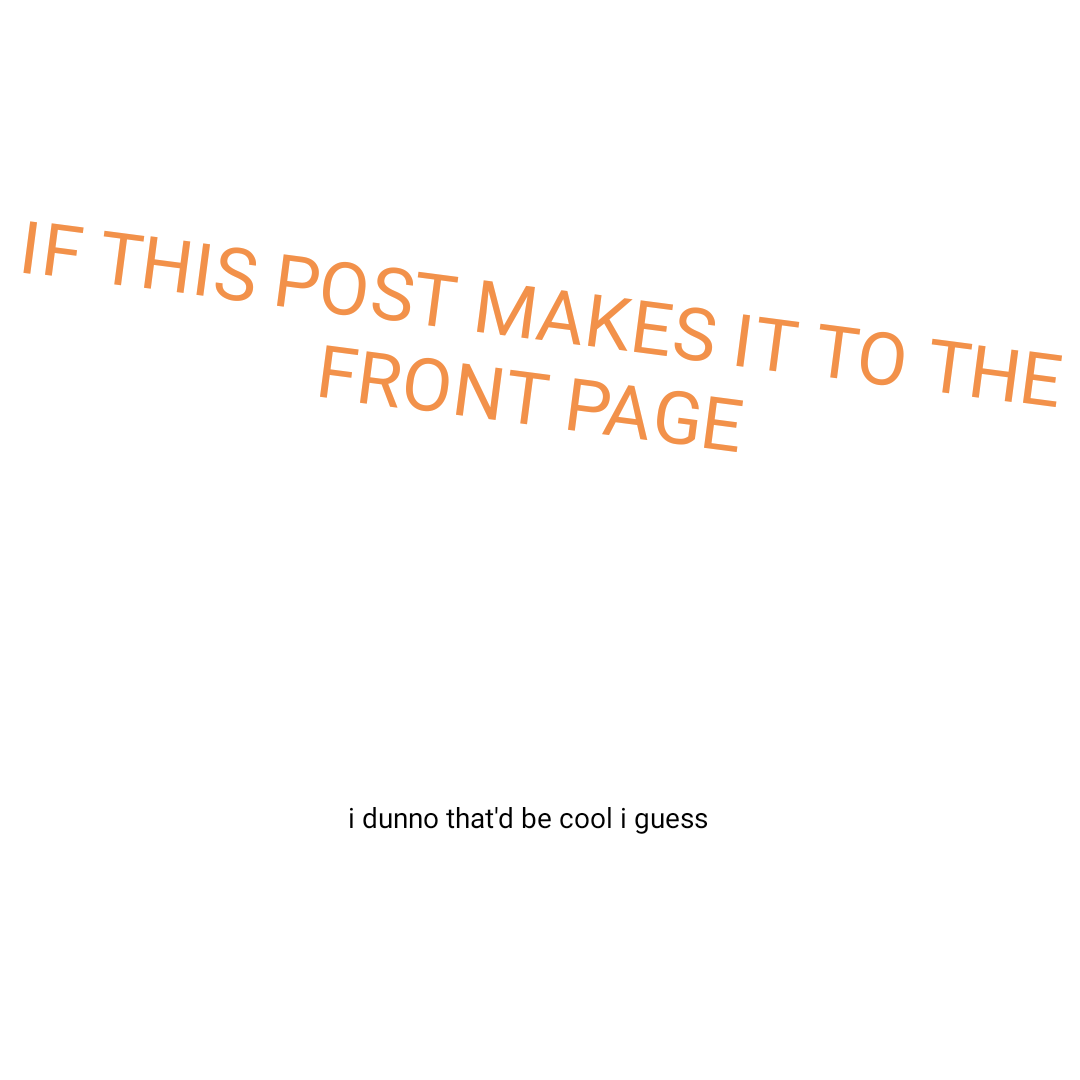 IF THIS POST MAKES IT TO THE
FRONT PAGE
i dunno that'd be cool i guess